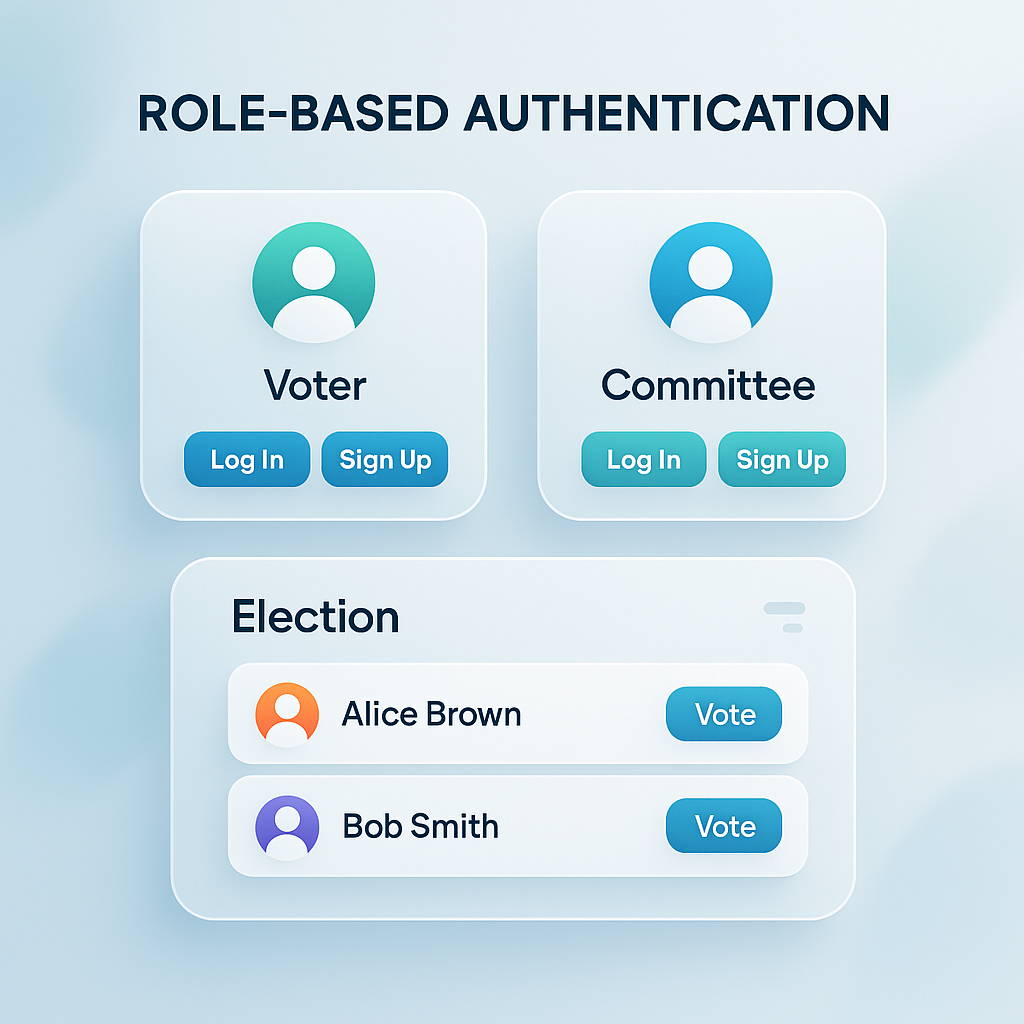 ROLE-BASED AUTHENTICATION
Voter
Log In
Sign Up
Committee
Log In
Sign Up
Election
Alice Brown
Vote
Bob Smith
Vote